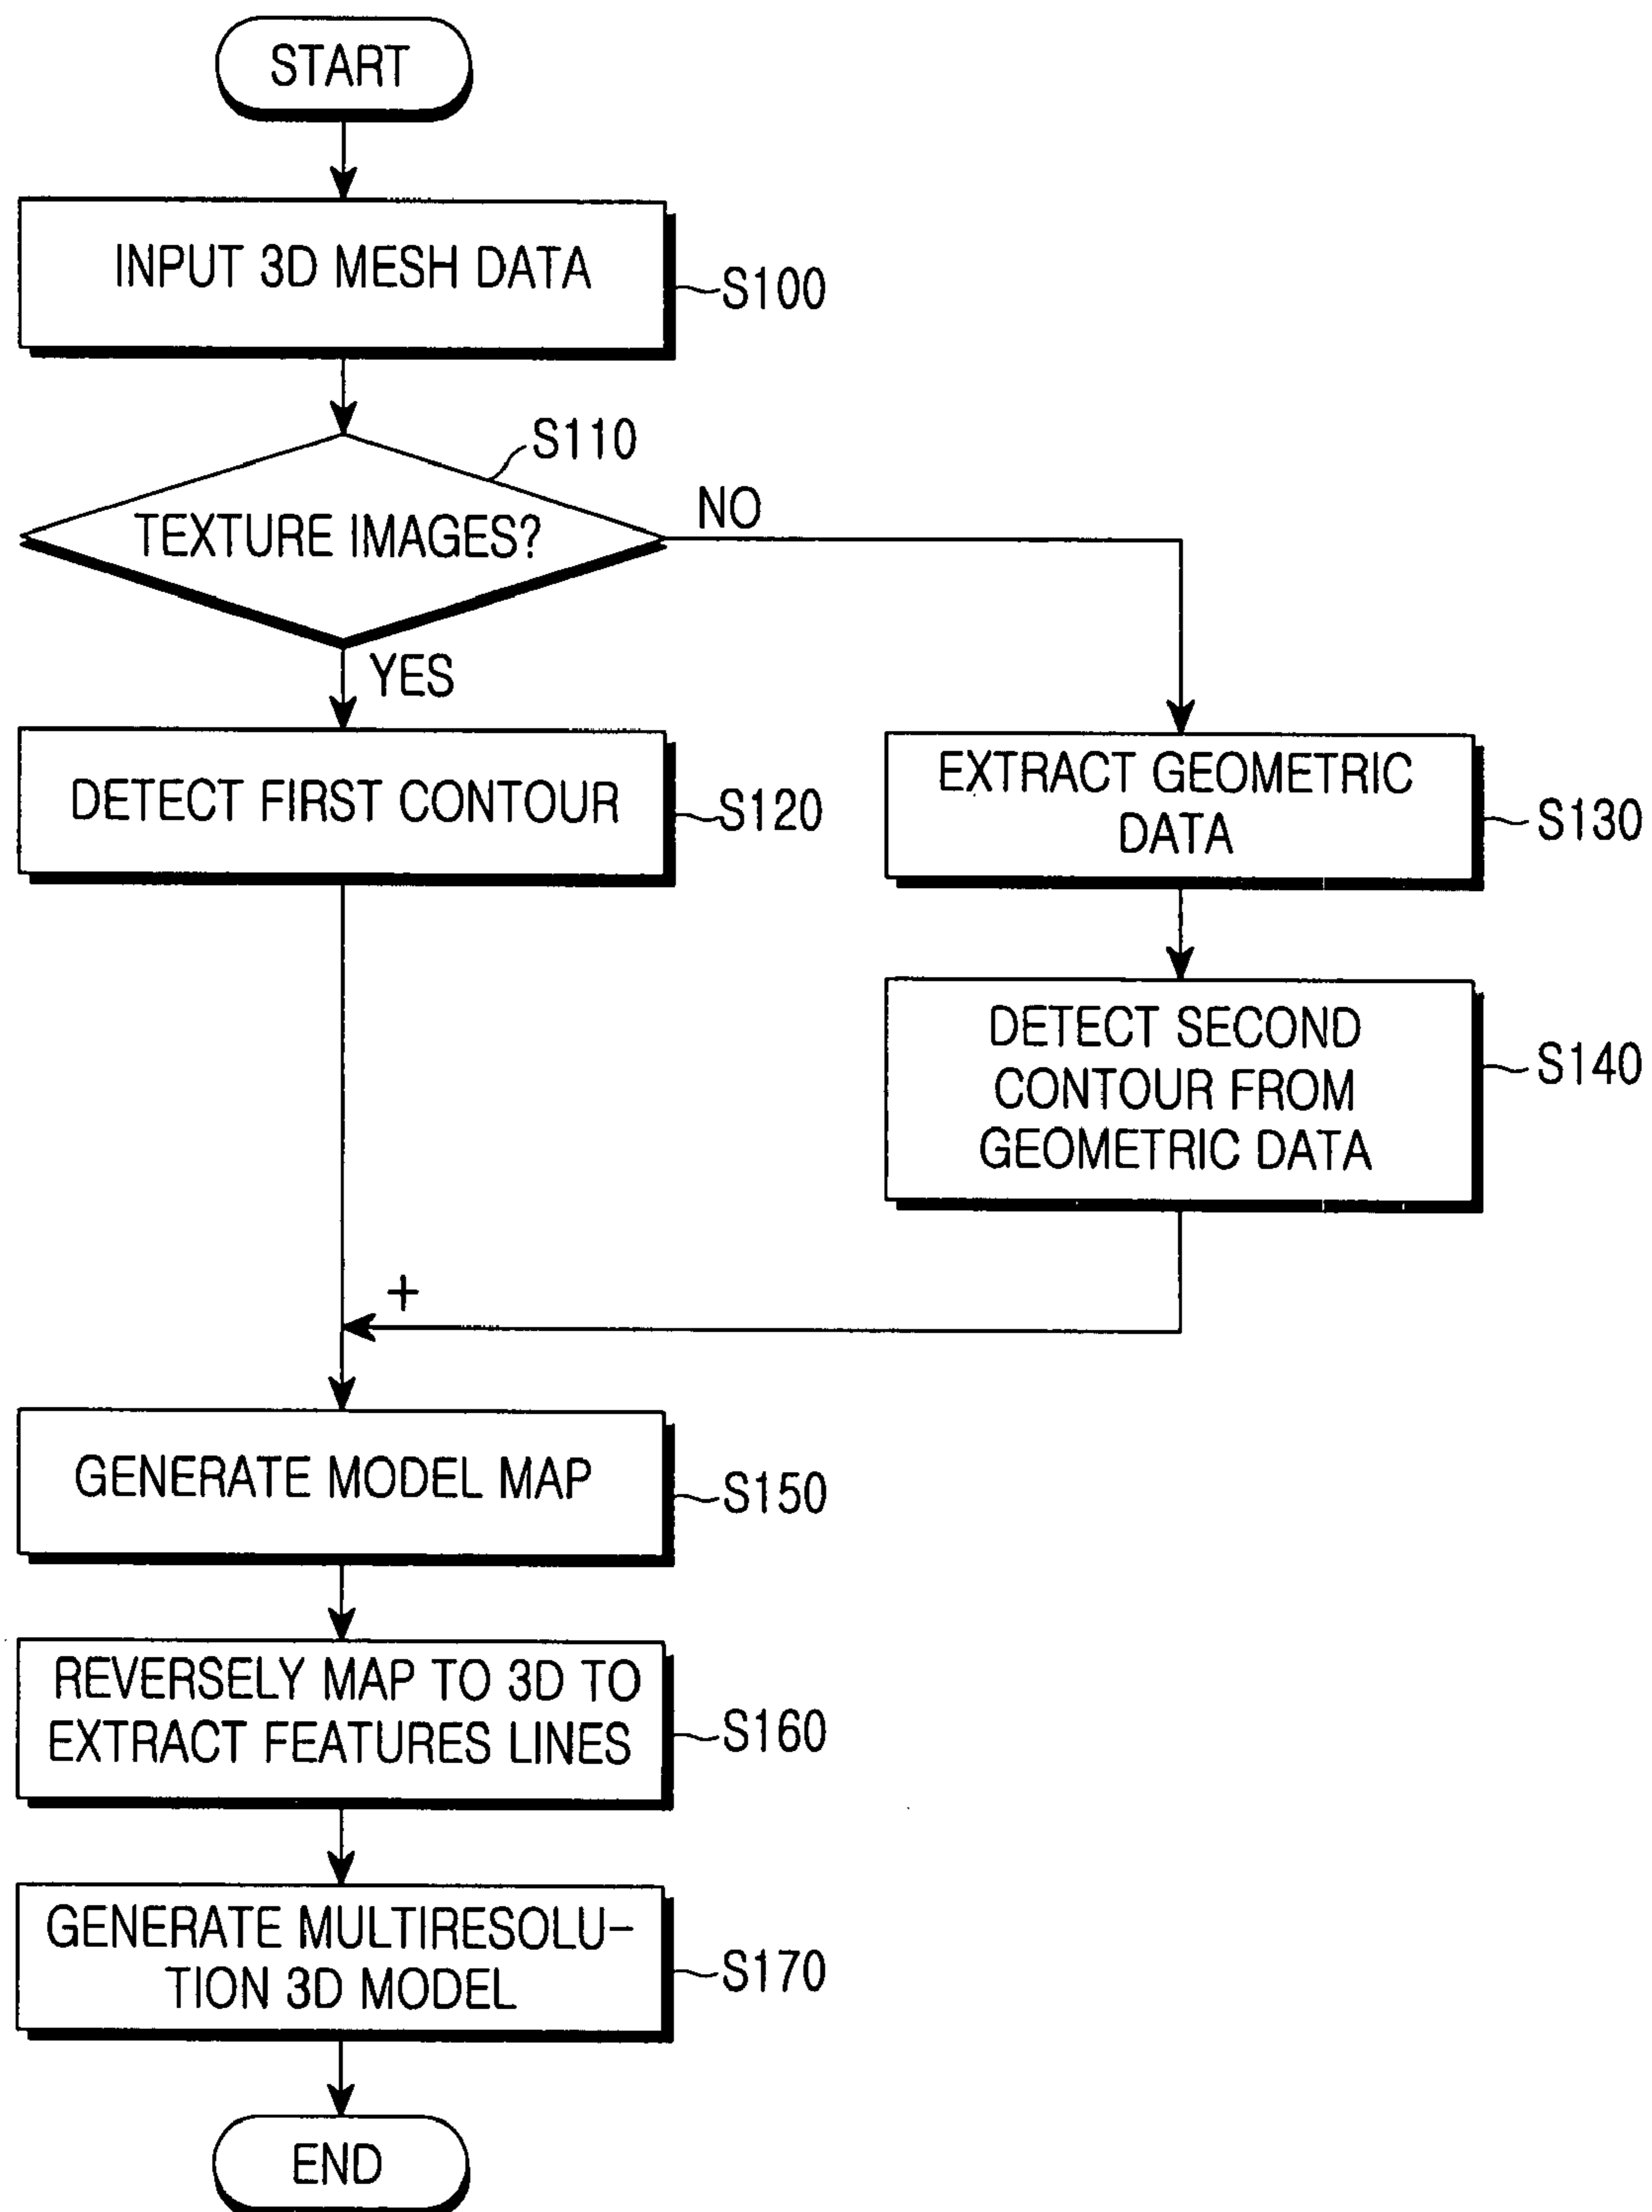 START
INPUT 3D MESH DATA
S100
S110
TEXTURE IMAGES?
NO
YES
DETECT FIRST CONTOUR
S120
EXTRACT GEOMETRIC
DATA
S130
DETECT SECOND
CONTOUR FROM
GEOMETRIC DATA
S140
+
GENERATE MODEL MAP
S150
REVERSELY MAP TO 3D TO
EXTRACT FEATURES LINES
S160
GENERATE MULTIRESOLU-
TION 3D MODEL
S170
END